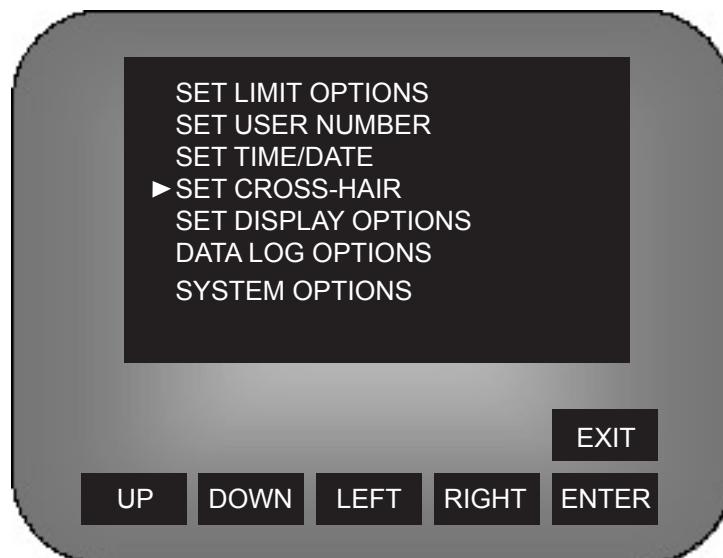 SET LIMIT OPTIONS
SET USER NUMBER
SET TIME/DATE
►SET CROSS-HAIR
SET DISPLAY OPTIONS
DATA LOG OPTIONS
SYSTEM OPTIONS
EXIT
UP DOWN LEFT RIGHT ENTER